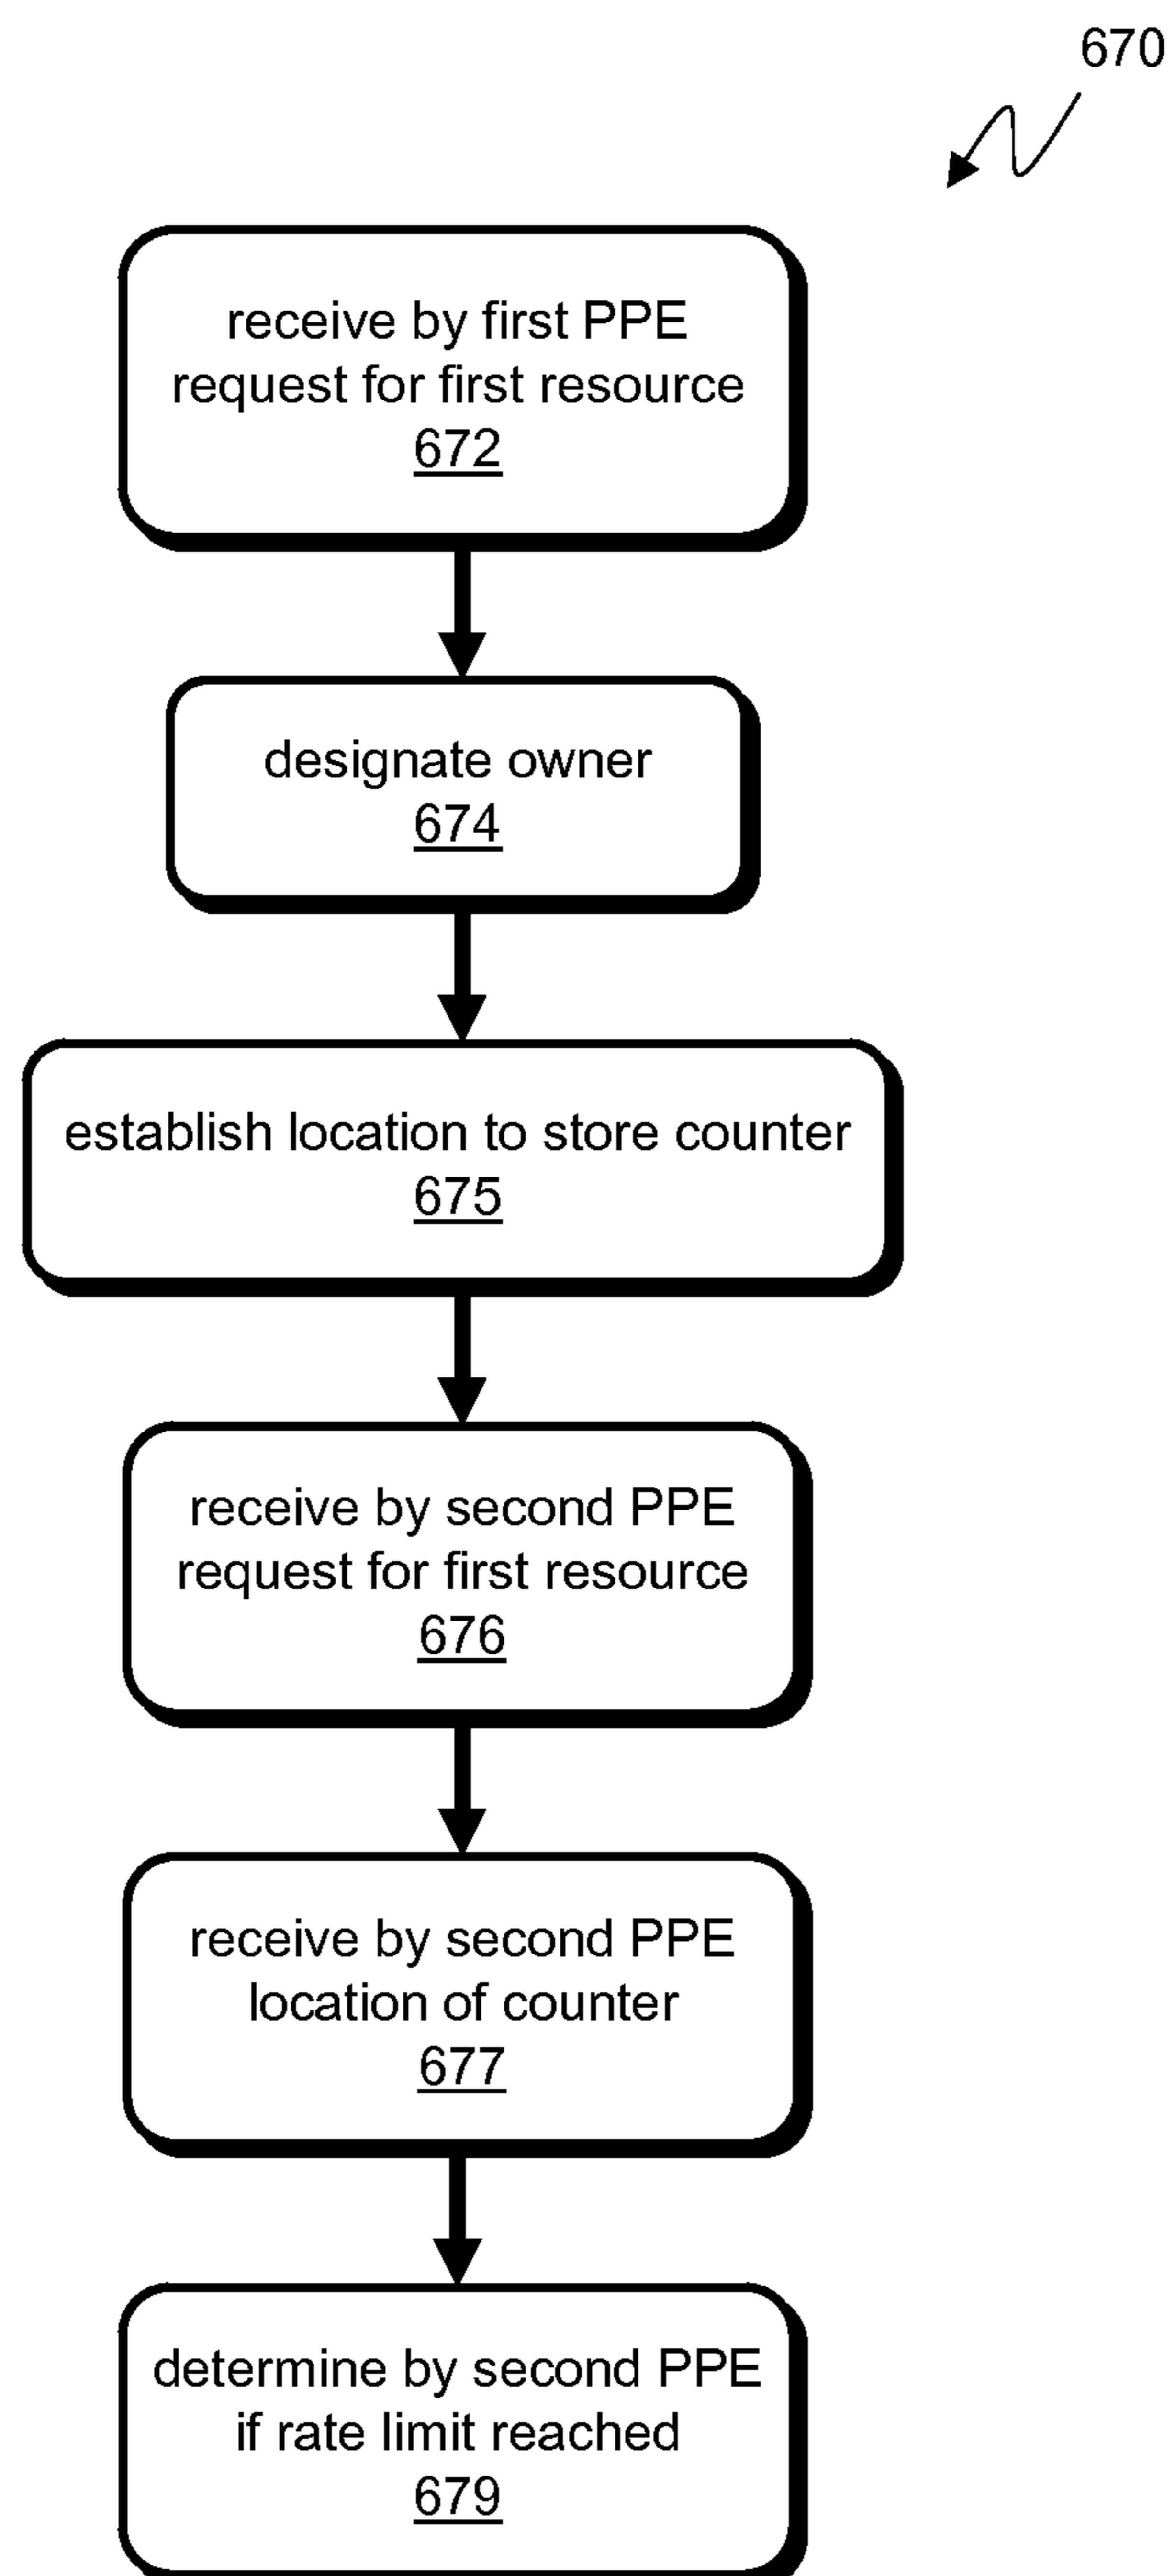 670
receive by first PPE
request for first resource
672
designate owner
674
establish location to store counter
675
receive by second PPE
request for first resource
676
receive by second PPE
location of counter
677
determine by second PPE
if rate limit reached
679